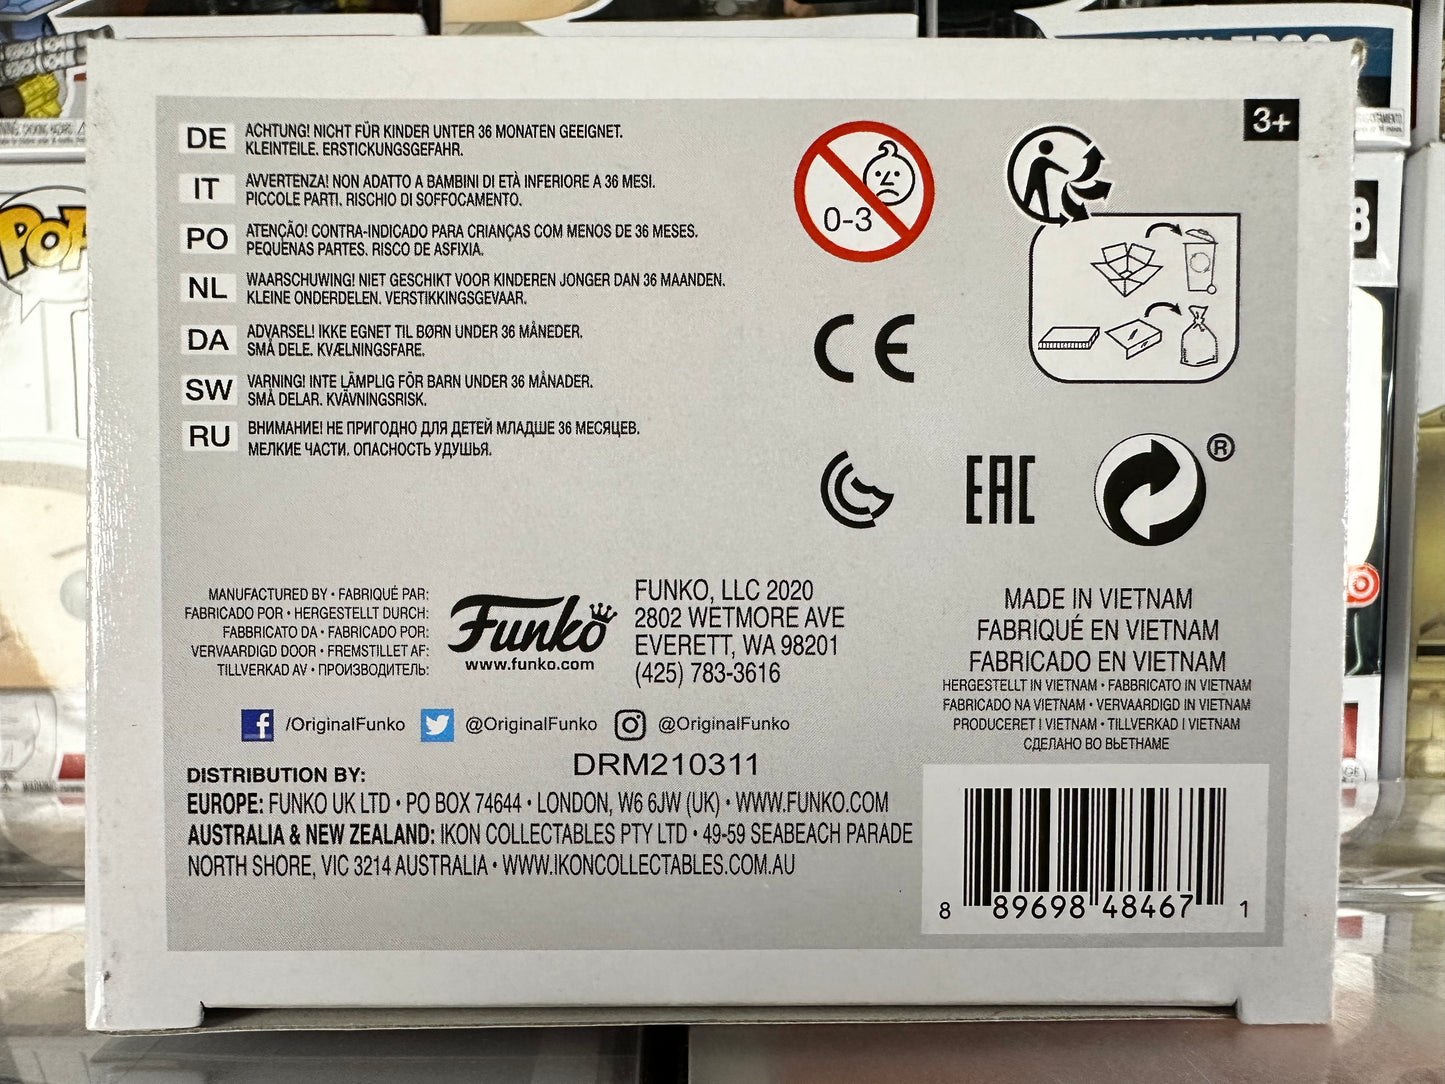 3+
DE
ACHTUNG! NICHT FÜR KINDER UNTER 36 MONATEN GEEIGNET.
KLEINTEILE. ERSTICKUNGSGEFAHR.
IT
AVVERTENZA! NON ADATTO A BAMBINI DI ETÀ INFERIORE A 36 MESI.
PICCOLE PARTI. RISCHIO DI SOFFOCAMENTO.
PO
ATENÇÃO! CONTRA-INDICADO PARA CRIANÇAS COM MENOS DE 36 MESES.
PEQUENAS PARTES. RISCO DE ASFIXIA.
NL
WAARSCHUWING! NIET GESCHIKT VOOR KINDEREN JONGER DAN 36 MAANDEN.
KLEINE ONDERDELEN. VERSTIKKINGSGEVAAR.
DA
ADVARSEL! IKKE EGNET TIL BØRN UNDER 36 MÅNEDER.
SMÅ DELE. KVÆLNINGSFARE.
SW
VARNING! INTE LÄMPLIG FÖR BARN UNDER 36 MÅNADER.
SMÅ DELAR. KVÄVNINGSRISK.
RU
ВНИМАНИЕ! НЕ ПРИГОДНО ДЛЯ ДЕТЕЙ МЛАДШЕ 36 МЕСЯЦЕВ.
МЕЛКИЕ ЧАСТИ. ОПАСНОСТЬ УДУШЬЯ.
0-3
CE
EAC
®
MANUFACTURED BY • FABRIQUÉ PAR:
FABRICADO POR • HERGESTELLT DURCH:
FABBRICATO DA • FABRICADO POR:
VERVAARDIGD DOOR • FREMSTILLET AF:
TILLVERKAD AV • ПРОИЗВОДИТЕЛЬ:
Funko
www.funko.com
FUNKO, LLC 2020
2802 WETMORE AVE
EVERETT, WA 98201
(425) 783-3616
MADE IN VIETNAM
FABRIQUÉ EN VIETNAM
FABRICADO EN VIETNAM
HERGESTELLT IN VIETNAM • FABBRICATO IN VIETNAM
FABRICADO NA VIETNAM • VERVAARDIGD IN VIETNAM
PRODUCERET I VIETNAM • TILLVERKAD I VIETNAM
СДЕЛАНО ВО ВЬЕТНАМЕ
f /OriginalFunko @OriginalFunko @OriginalFunko
DRM210311
DISTRIBUTION BY:
EUROPE: FUNKO UK LTD • PO BOX 74644 • LONDON, W6 6JW (UK) • WWW.FUNKO.COM
AUSTRALIA & NEW ZEALAND: IKON COLLECTABLES PTY LTD • 49-59 SEABEACH PARADE
NORTH SHORE, VIC 3214 AUSTRALIA • WWW.IKONCOLLECTABLES.COM.AU
8 89698 48467 1
POP
8